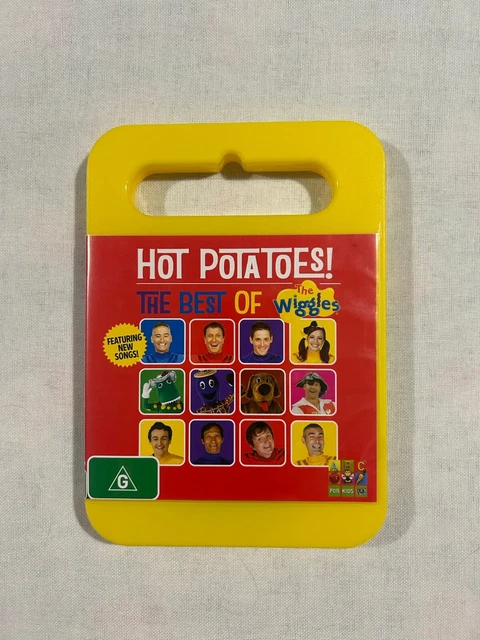 HOT POTATOES!
THE BEST OF The Wiggles
FEATURING
NEW
SONGS!
G
ABC
FOR KIDS